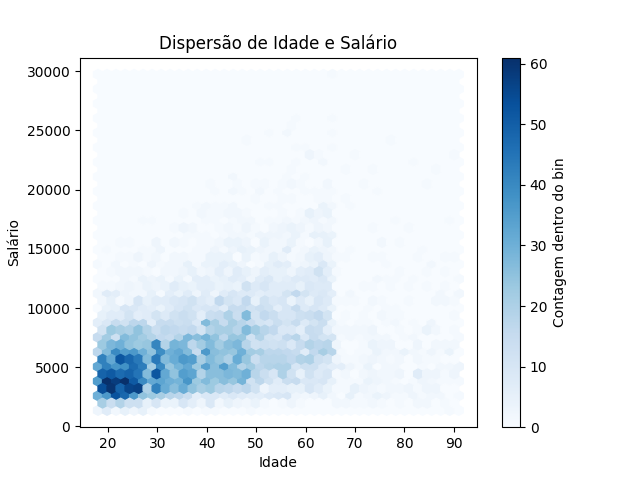 Dispersão de Idade e Salário
Salário
30000
25000
20000
15000
10000
5000
0
20 30 40 50 60 70 80 90
Idade
60
50
40
30
20
10
0
Contagem dentro do bin